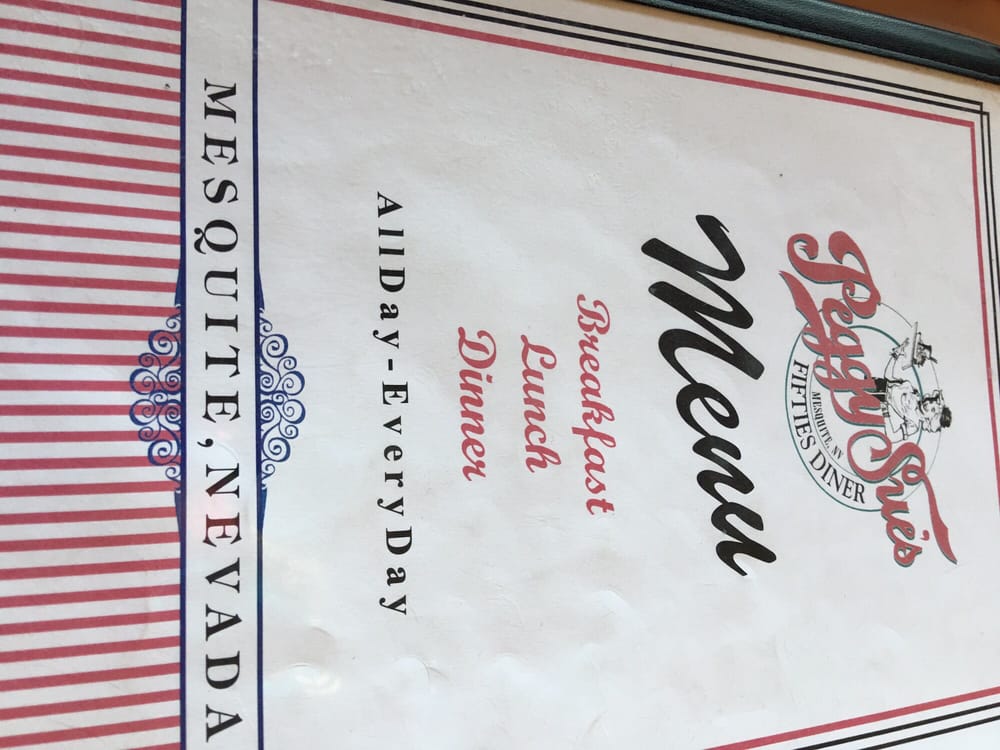 Peggy Sue's
MESQUITE, NV
FIFTIES DINER
Menu
Breakfast
Lunch
Dinner
All Day - Every Day
MESQUITE, NEVADA